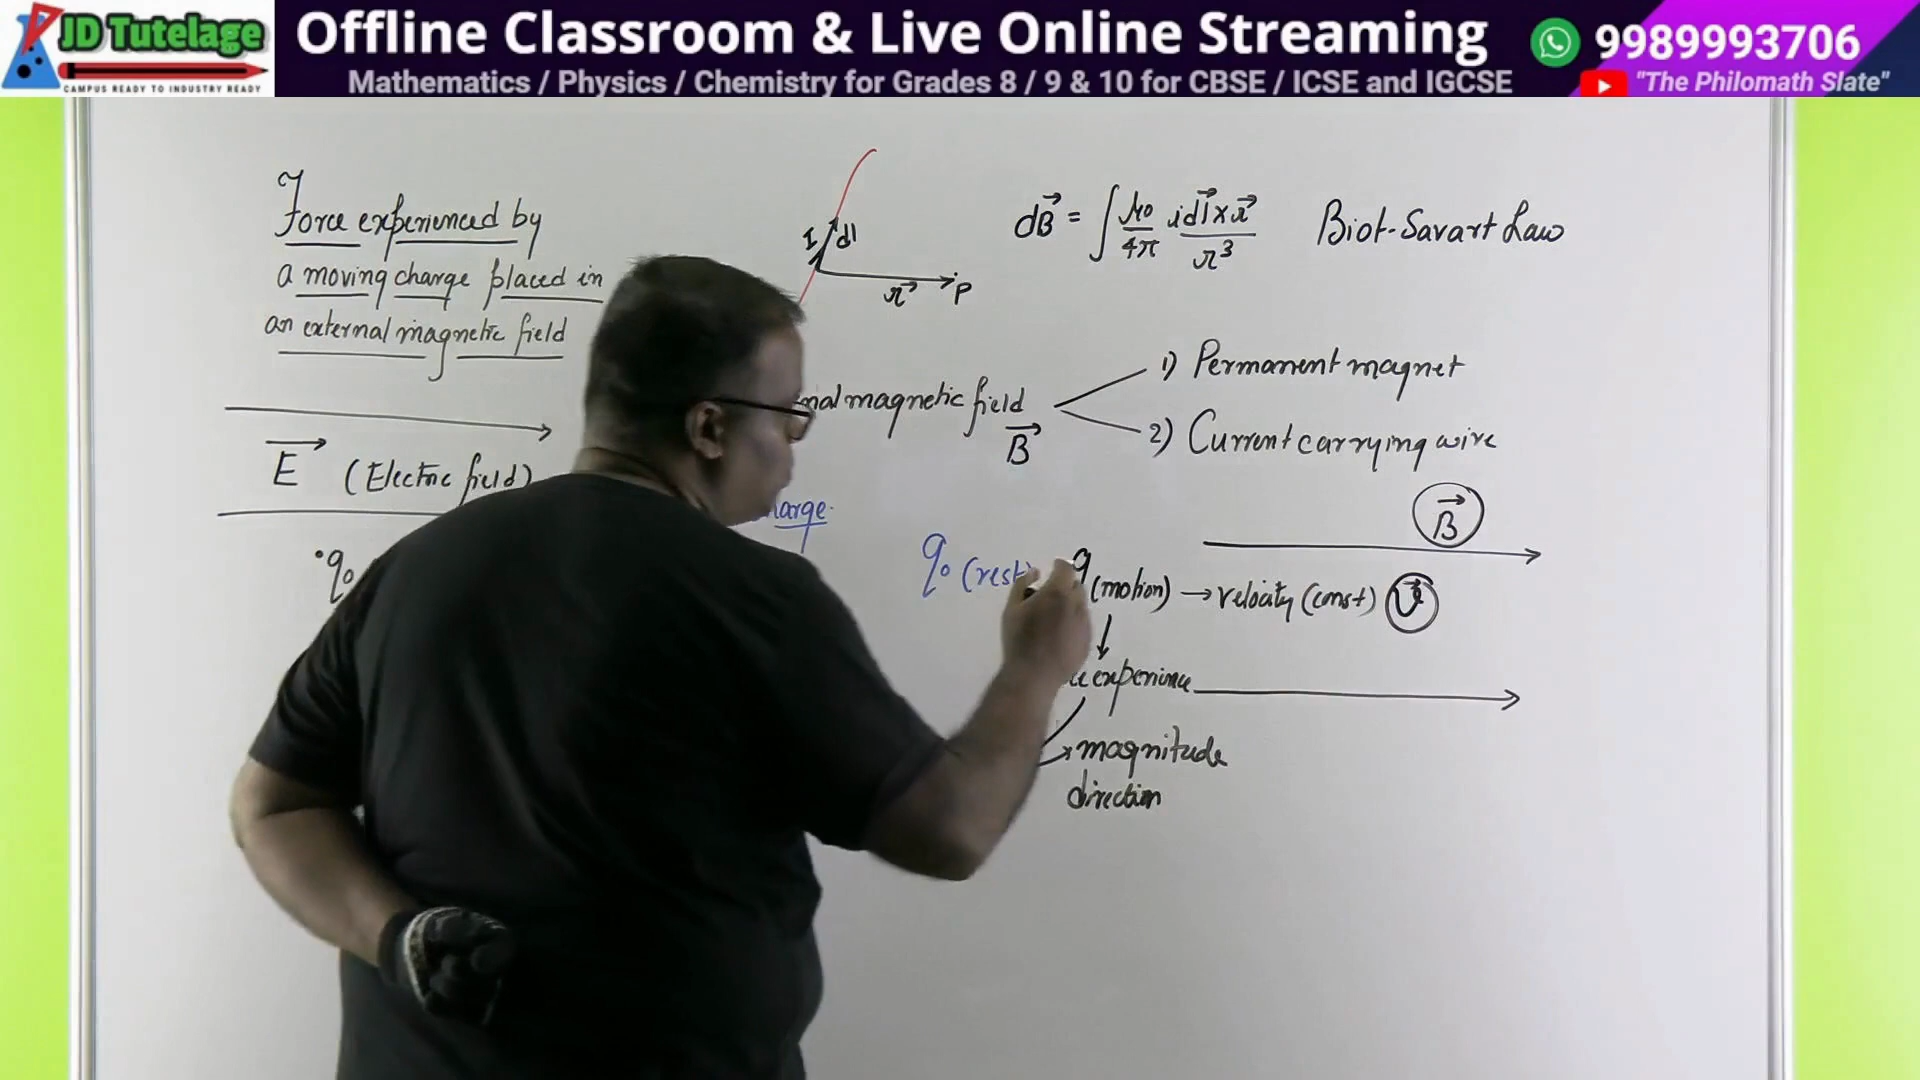 JD Tutelage
CAMPUS READY TO INDUSTRY READY
Offline Classroom & Live Online Streaming
Mathematics / Physics / Chemistry for Grades 8 / 9 & 10 for CBSE / ICSE and IGCSE
9989993706
"The Philomath Slate"
Force experienced by
a moving charge placed in
an external magnetic field
E⃗ (Electric field)
q₀
I dl
r⃗ P
dB⃗ = ∫ μ₀/4π i dl⃗ × r⃗ / r³ Biot-Savart Law
magnetic field
B⃗
1) Permanent magnet
2) Current carrying wire
B⃗
q₀ (rest) q (motion) → velocity (const) v⃗
experience
magnitude
direction